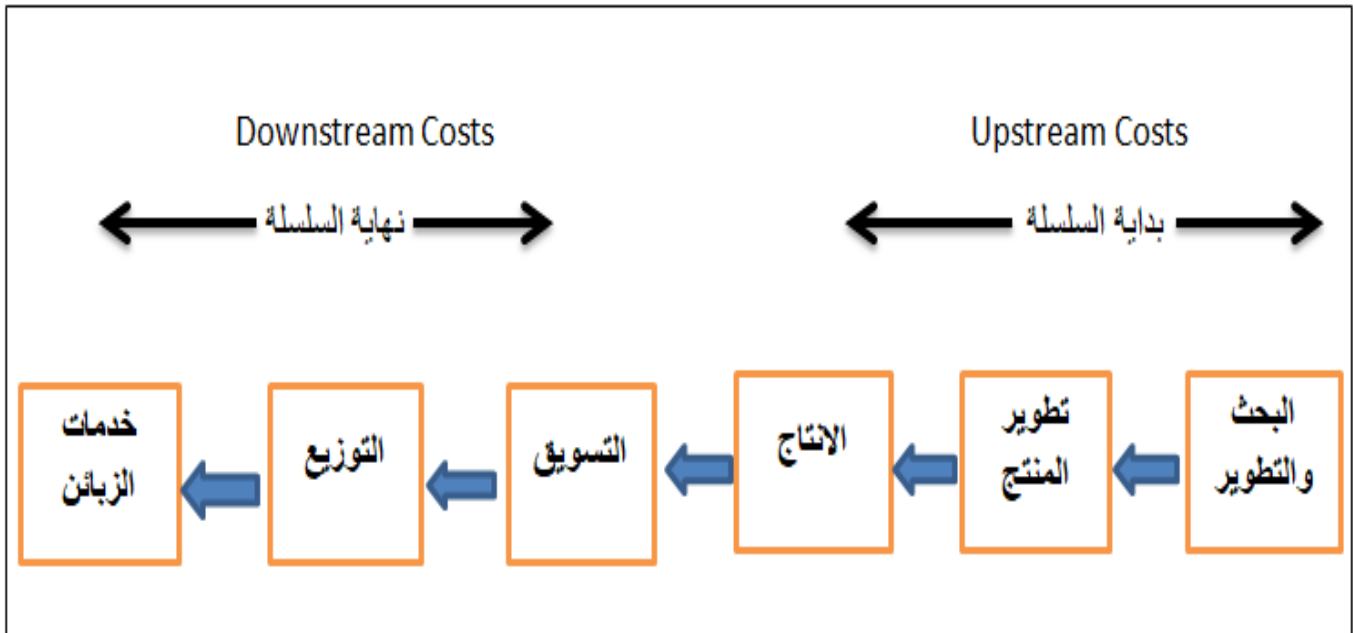 Upstream Costs
Downstream Costs
بداية السلسلة
نهاية السلسلة
البحث
والتطوير
تطوير
المنتج
الانتاج
التسويق
التوزيع
خدمات
الزبائن